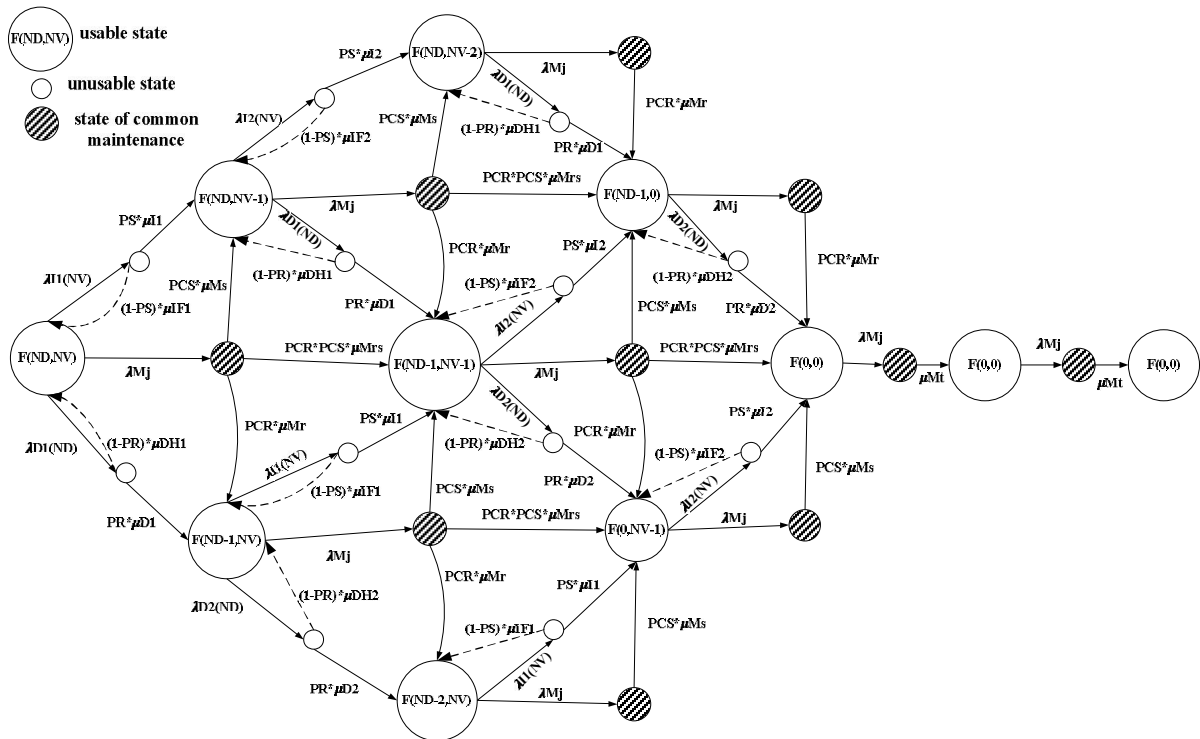 F(ND,NV)
usable state
unusable state
state of common
maintenance
F(ND,NV-2)
PS*μI2
λMj
λD1(ND)
PCR*μMr
λI2(NV)
(1-PS)*μIF2
PCS*μMs
(1-PR)*μDH1
PR*μD1
F(ND,NV-1)
λMj
PCR*PCS*μMrs
F(ND-1,0)
λMj
PS*μI1
λD1(ND)
λD2(ND)
PCR*μMr
PS*μI2
PCR*μMr
(1-PR)*μDH1
(1-PR)*μDH2
λI1(NV)
PCS*μMs
(1-PS)*μIF2
(1-PS)*μIF1
PR*μD1
PCS*μMs
PR*μD2
λI2(NV)
F(ND,NV)
λMj
PCR*PCS*μMrs
F(ND-1,NV-1)
λMj
PCR*PCS*μMrs
F(0,0)
λMj
μMt
F(0,0)
λMj
μMt
F(0,0)
λD2(ND)
PS*μI1
PS*μI2
PCR*μMr
PCR*μMr
(1-PR)*μDH1
(1-PR)*μDH2
λD1(ND)
λI1(NV)
(1-PS)*μIF2
PCS*μMs
(1-PS)*μIF1
PCS*μMs
PR*μD2
λI2(NV)
PR*μD1
PCR*PCS*μMrs
F(0,NV-1)
λMj
F(ND-1,NV)
λMj
PCR*μMr
PS*μI1
(1-PR)*μDH2
λD2(ND)
PCS*μMs
(1-PS)*μIF1
λI1(NV)
PR*μD2
F(ND-2,NV)
λMj